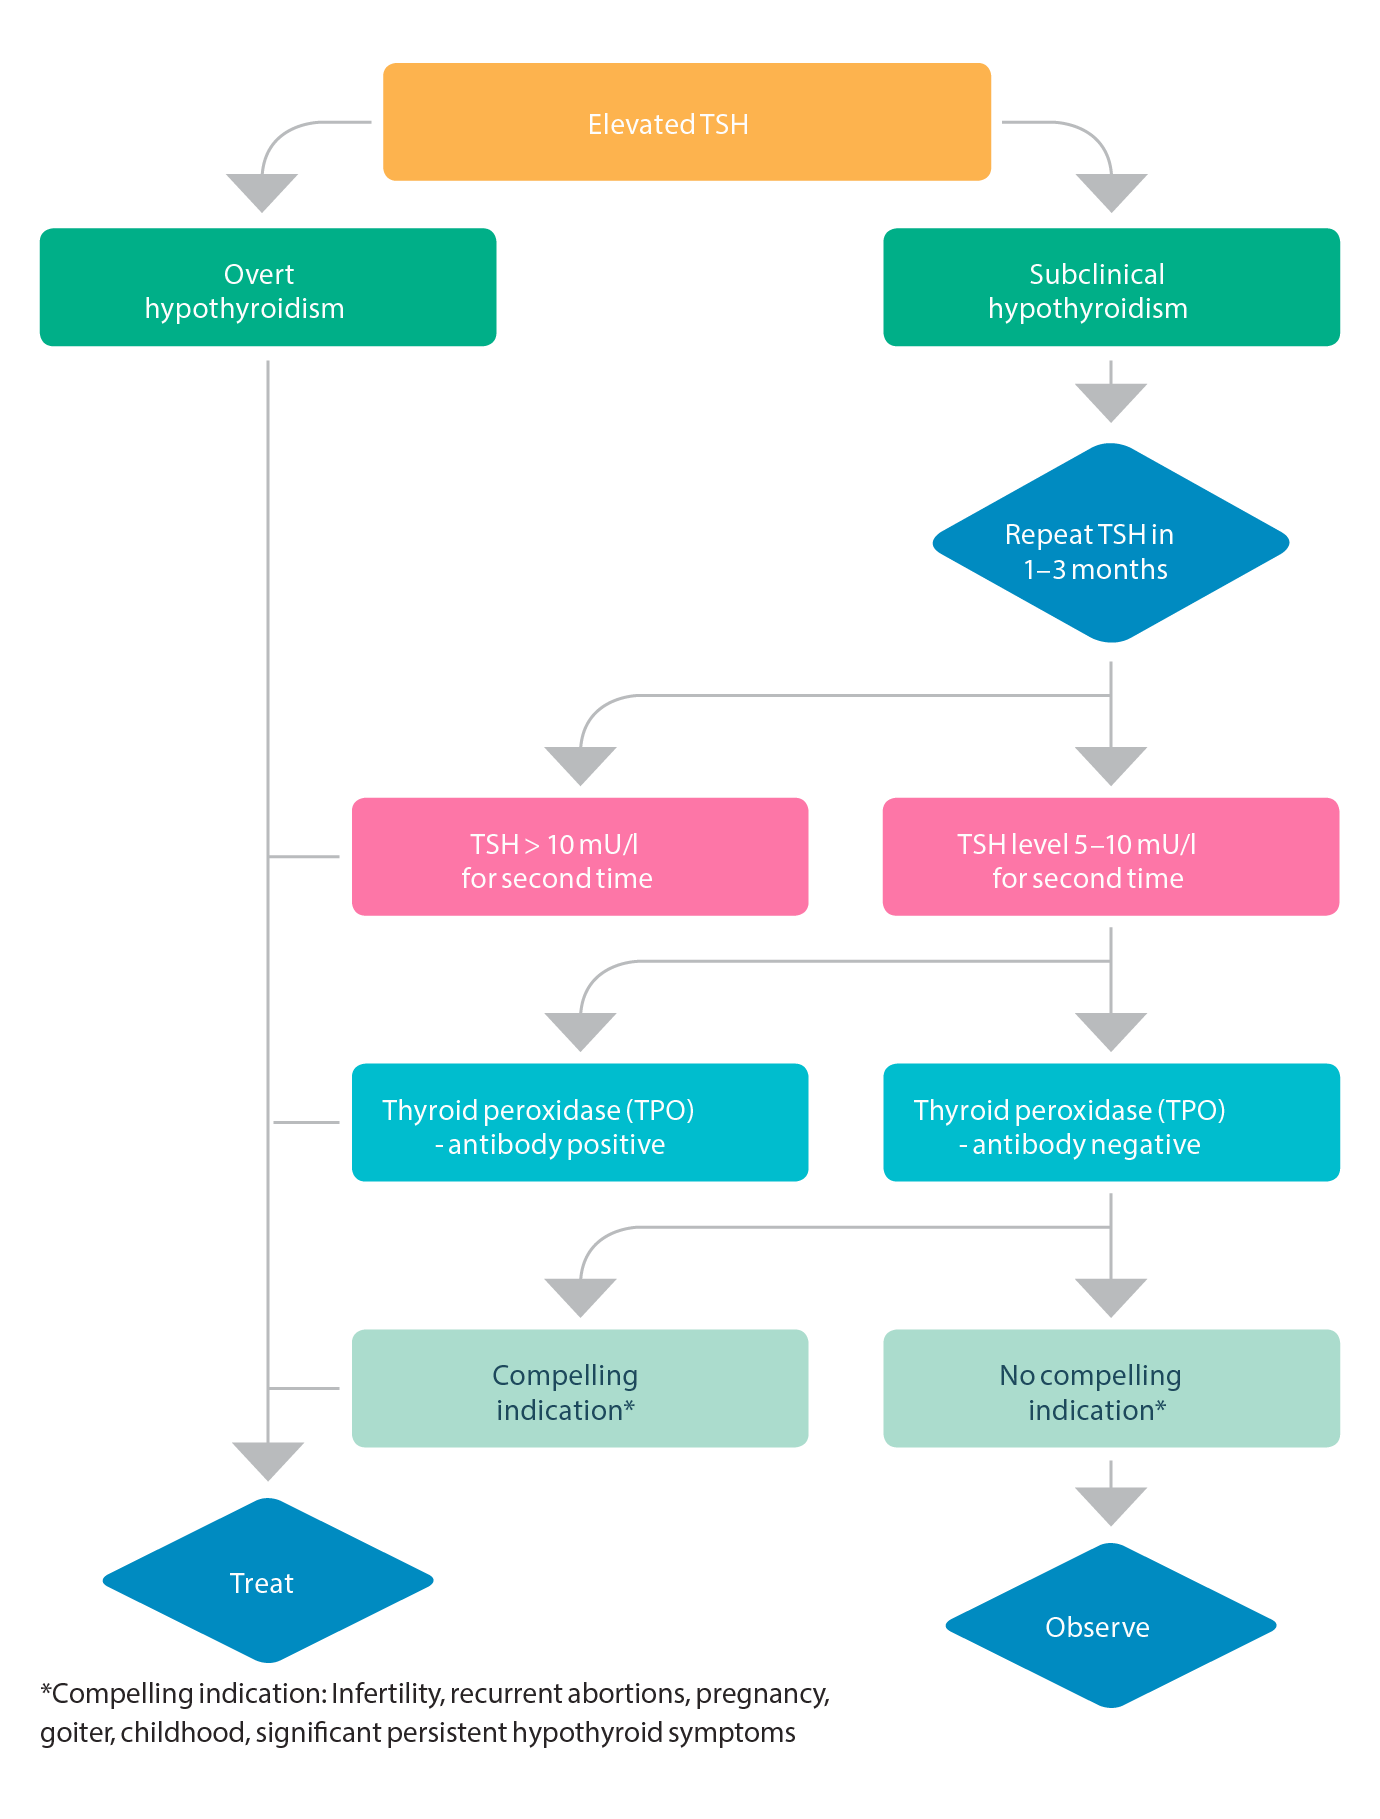 Elevated TSH
Overt
hypothyroidism
Subclinical
hypothyroidism
Repeat TSH in
1–3 months
TSH > 10 mU/l
for second time
TSH level 5–10 mU/l
for second time
Thyroid peroxidase (TPO)
- antibody positive
Thyroid peroxidase (TPO)
- antibody negative
Compelling
indication*
No compelling
indication*
Treat
Observe
*Compelling indication: Infertility, recurrent abortions, pregnancy,
goiter, childhood, significant persistent hypothyroid symptoms